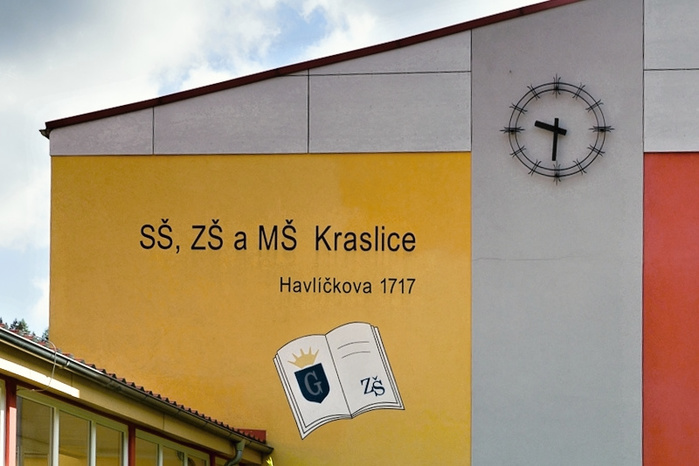 SŠ, ZŠ a MŠ Kraslice
Havlíčkova 1717
G
ZŠ